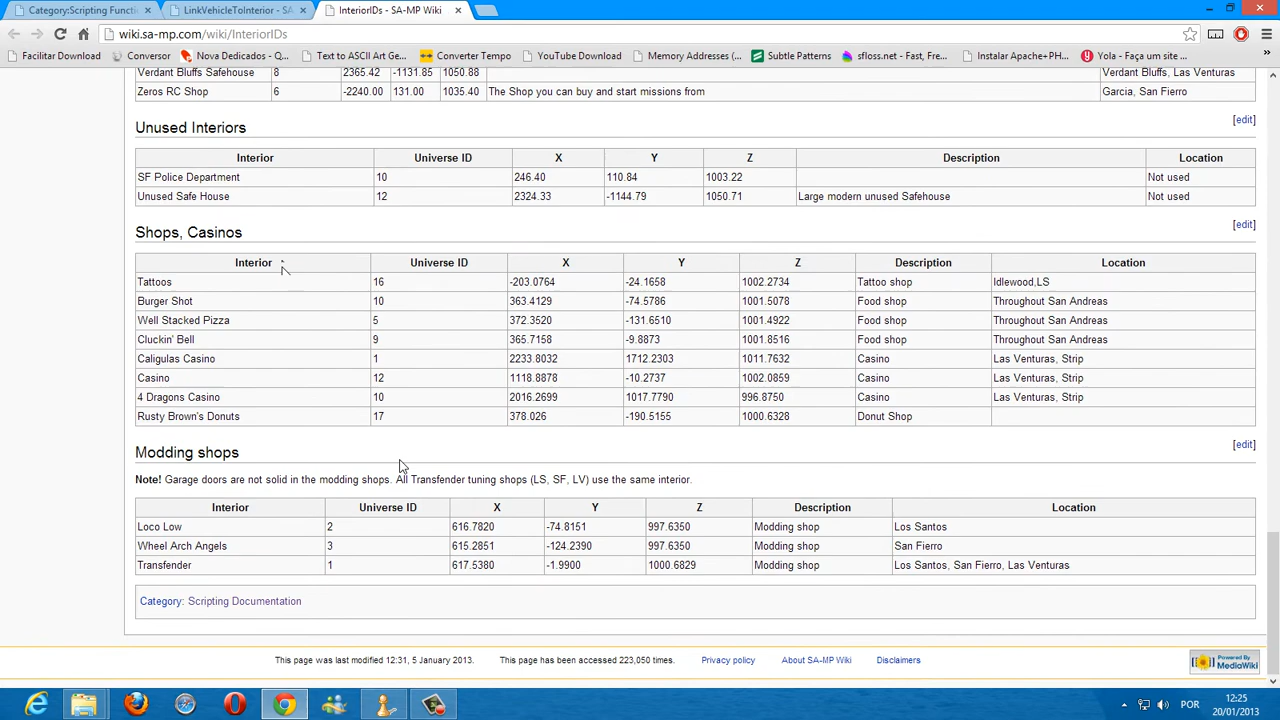 Category:Scripting Functi
LinkVehicleToInterior - SA
InteriorIDs - SA-MP Wiki
wiki.sa-mp.com/wiki/InteriorIDs
Facilitar Download
Conversor
Nova Dedicados - Q...
Text to ASCII Art Ge...
Converter Tempo
YouTube Download
Memory Addresses (...
Subtle Patterns
sfloss.net - Fast, Fre...
Instalar Apache+PH...
Yola - Faça um site ...
Verdant Bluffs Safehouse 8 2365.42 -1131.85 1050.88 Verdant Bluffs, Las Venturas
Zeros RC Shop 6 -2240.00 131.00 1035.40 The Shop you can buy and start missions from Garcia, San Fierro
Unused Interiors [edit]
Interior Universe ID X Y Z Description Location
SF Police Department 10 246.40 110.84 1003.22 Not used
Unused Safe House 12 2324.33 -1144.79 1050.71 Large modern unused Safehouse Not used
Shops, Casinos [edit]
Interior Universe ID X Y Z Description Location
Tattoos 16 -203.0764 -24.1658 1002.2734 Tattoo shop Idlewood,LS
Burger Shot 10 363.4129 -74.5786 1001.5078 Food shop Throughout San Andreas
Well Stacked Pizza 5 372.3520 -131.6510 1001.4922 Food shop Throughout San Andreas
Cluckin' Bell 9 365.7158 -9.8873 1001.8516 Food shop Throughout San Andreas
Caligulas Casino 1 2233.8032 1712.2303 1011.7632 Casino Las Venturas, Strip
Casino 12 1118.8878 -10.2737 1002.0859 Casino Las Venturas, Strip
4 Dragons Casino 10 2016.2699 1017.7790 996.8750 Casino Las Venturas, Strip
Rusty Brown's Donuts 17 378.026 -190.5155 1000.6328 Donut Shop
Modding shops [edit]
Note! Garage doors are not solid in the modding shops. All Transfender tuning shops (LS, SF, LV) use the same interior.
Interior Universe ID X Y Z Description Location
Loco Low 2 616.7820 -74.8151 997.6350 Modding shop Los Santos
Wheel Arch Angels 3 615.2851 -124.2390 997.6350 Modding shop San Fierro
Transfender 1 617.5380 -1.9900 1000.6829 Modding shop Los Santos, San Fierro, Las Venturas
Category: Scripting Documentation
This page was last modified 12:31, 5 January 2013. This page has been accessed 223,050 times. Privacy policy About SA-MP Wiki Disclaimers
Powered By MediaWiki
POR
12:25
20/01/2013